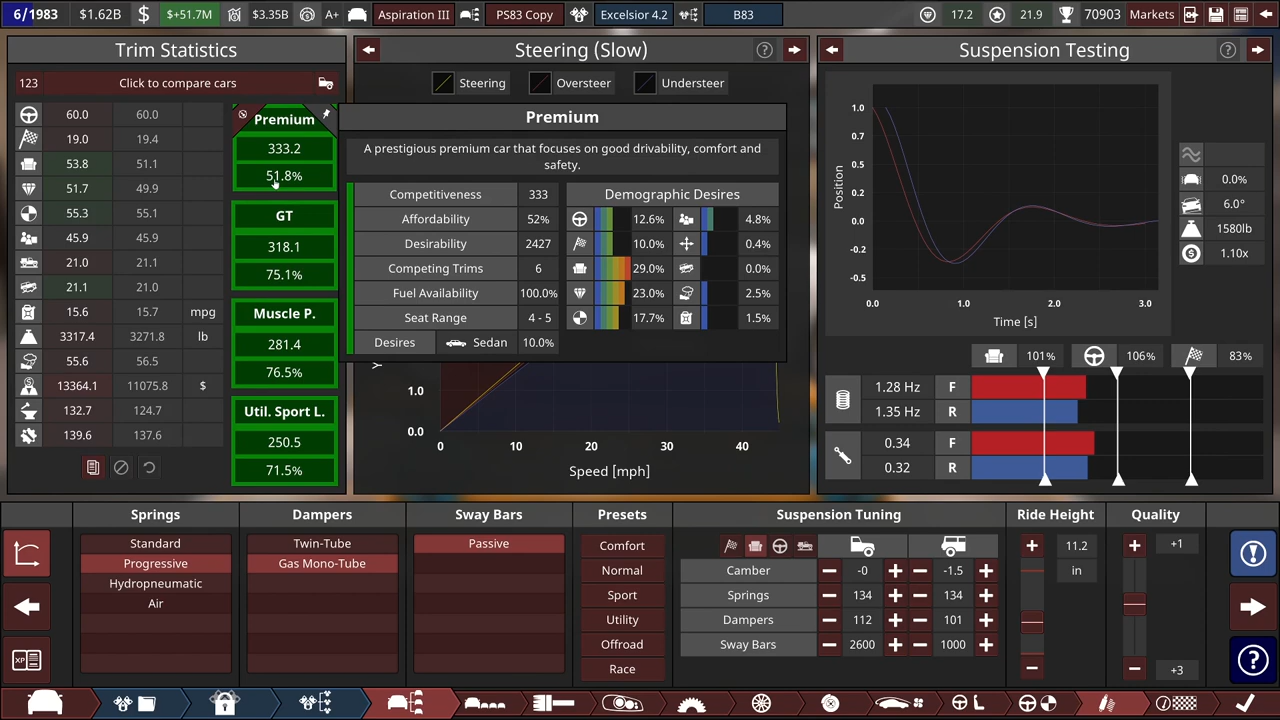 6/1983 $1.62B $+51.7M $3.35B A+ Aspiration III PS83 Copy Excelsior 4.2 B83 17.2 21.9 70903 Markets
Trim Statistics
123 Click to compare cars
60.0 60.0
19.0 19.4
53.8 51.1
51.7 49.9
55.3 55.1
45.9 45.9
21.0 21.1
21.1 21.0
15.6 15.7 mpg
3317.4 3271.8 lb
55.6 56.5
13364.1 11075.8 $
132.7 124.7
139.6 137.6
Premium
333.2
51.8%
GT
318.1
75.1%
Muscle P.
281.4
76.5%
Util. Sport L.
250.5
71.5%
Steering (Slow)
Steering Oversteer Understeer
Premium
A prestigious premium car that focuses on good drivability, comfort and
safety.
Competitiveness 333
Affordability 52%
Desirability 2427
Competing Trims 6
Fuel Availability 100.0%
Seat Range 4 - 5
Desires Sedan 10.0%
Demographic Desires
12.6% 4.8%
10.0% 0.4%
29.0% 0.0%
23.0% 2.5%
17.7% 1.5%
1.0
0.0
0 10 20 30 40
Speed [mph]
Suspension Testing
Position
1.0
0.7
0.5
0.2
0.0
-0.2
-0.5
0.0 1.0 2.0 3.0
Time [s]
0.0%
6.0°
1580lb
1.10x
101% 106% 83%
1.28 Hz F
1.35 Hz R
0.34 F
0.32 R
Springs
Standard
Progressive
Hydropneumatic
Air
Dampers
Twin-Tube
Gas Mono-Tube
Sway Bars
Passive
Presets
Comfort
Normal
Sport
Utility
Offroad
Race
Suspension Tuning
Camber -0 -1.5
Springs 134 134
Dampers 112 101
Sway Bars 2600 1000
Ride Height
11.2
in
Quality
+1
+3
XP